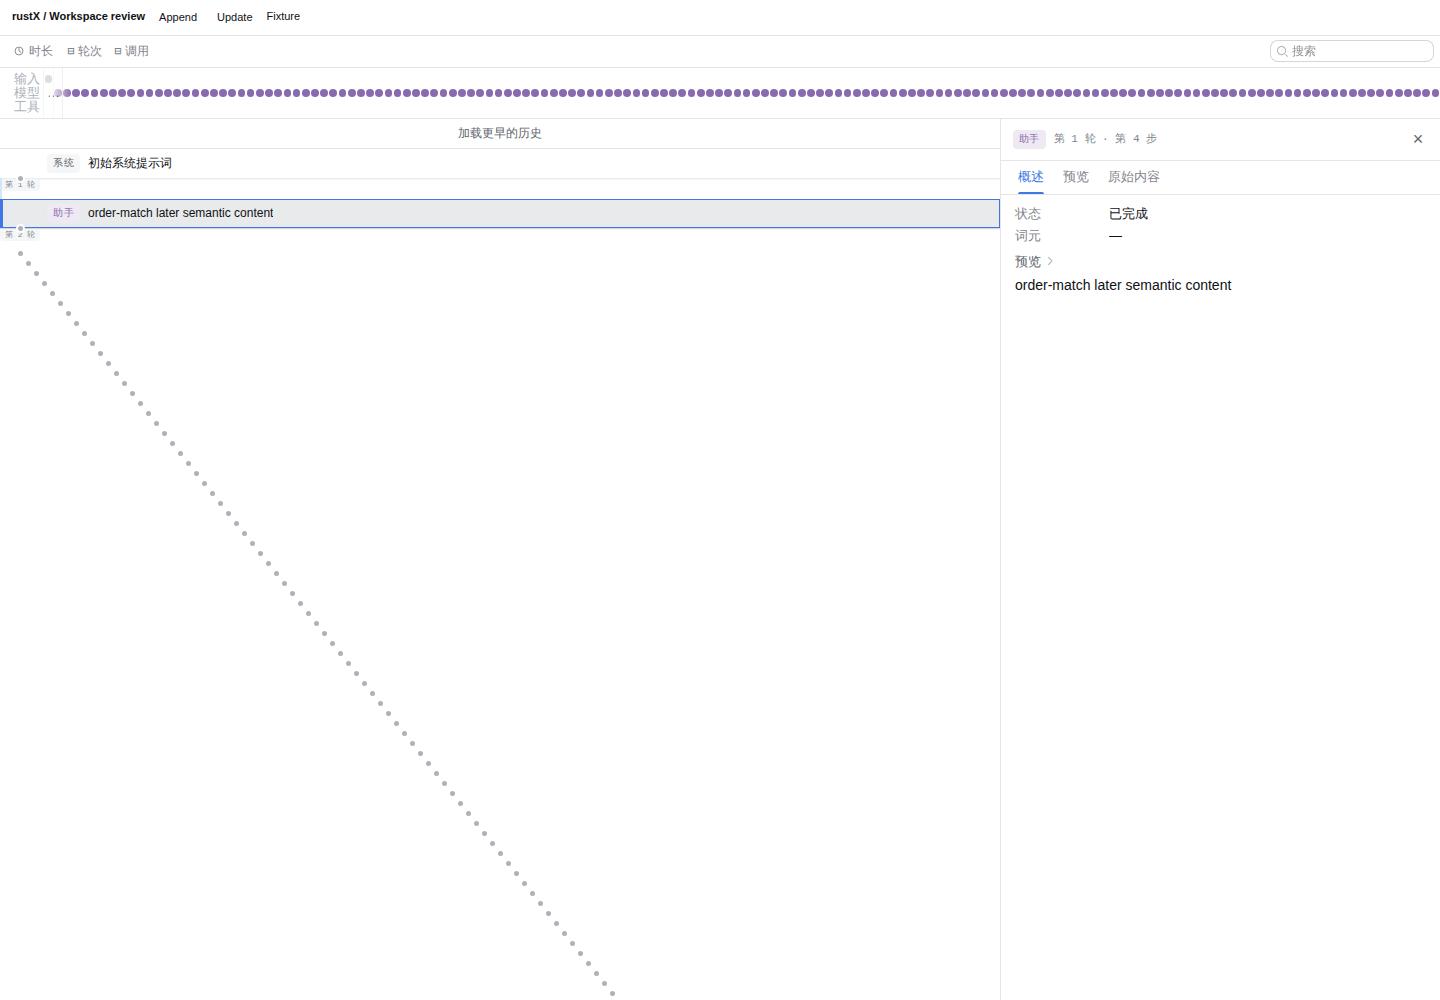 rustX / Workspace review Append Update Fixture
时长 轮次 调用 搜索
输入
模型 ...
工具
加载更早的历史
系统 初始系统提示词
第 1 轮
助手 order-match later semantic content
第 2 轮
助手 第 1 轮 · 第 4 步 ×
概述 预览 原始内容
状态 已完成
词元 —
预览
order-match later semantic content